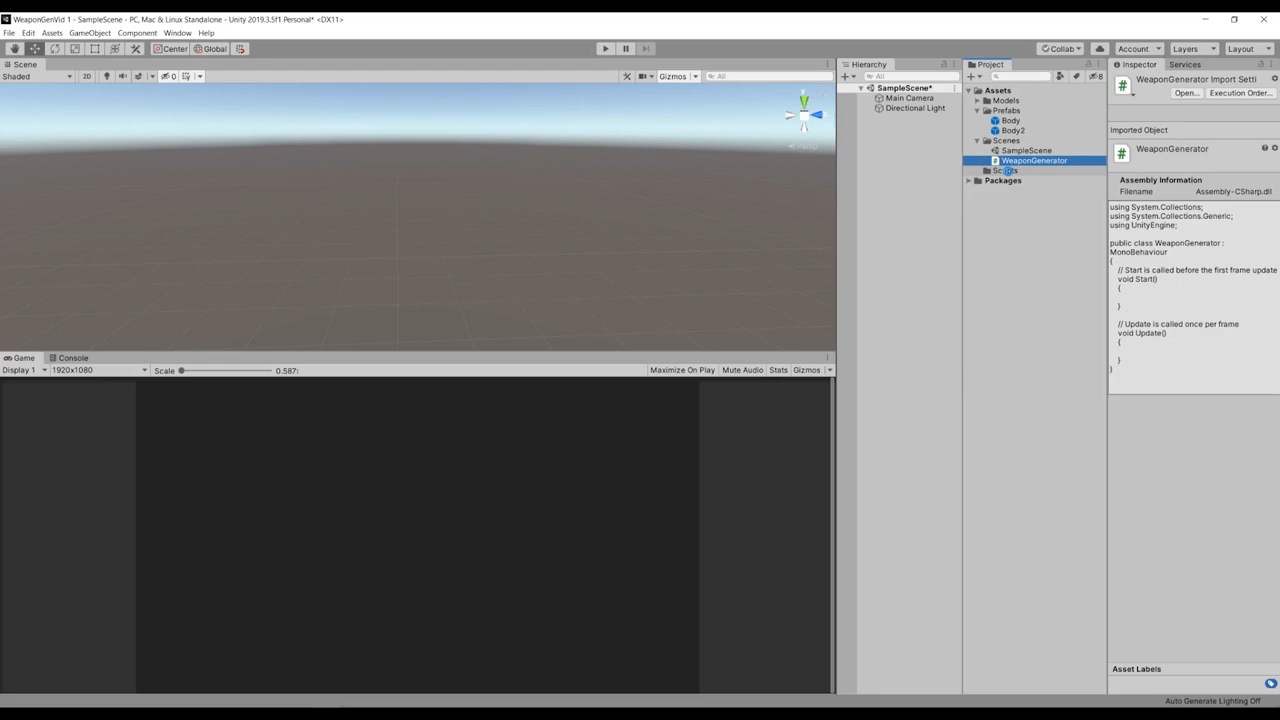 WeaponGenVid 1 - SampleScene - PC, Mac & Linux Standalone - Unity 2019.3.5f1 Personal* <DX11>
File Edit Assets GameObject Component Window Help
Center Global Collab Account Layers Layout
Scene
Shaded 2D 0 Gizmos All
Persp
Game Console
Display 1 1920x1080 Scale 0.587: Maximize On Play Mute Audio Stats Gizmos
Hierarchy
All
SampleScene*
Main Camera
Directional Light
Project
8
Assets
Models
Prefabs
Body
Body2
Scenes
SampleScene
WeaponGenerator
Packages
Inspector Services
WeaponGenerator Import Setti
Open... Execution Order...
Imported Object
WeaponGenerator
Assembly Information
Filename Assembly-CSharp.dll
using System.Collections;
using System.Collections.Generic;
using UnityEngine;
public class WeaponGenerator :
MonoBehaviour
{
// Start is called before the first frame update
void Start()
{
}
// Update is called once per frame
void Update()
{
}
}
Asset Labels
Auto Generate Lighting Off